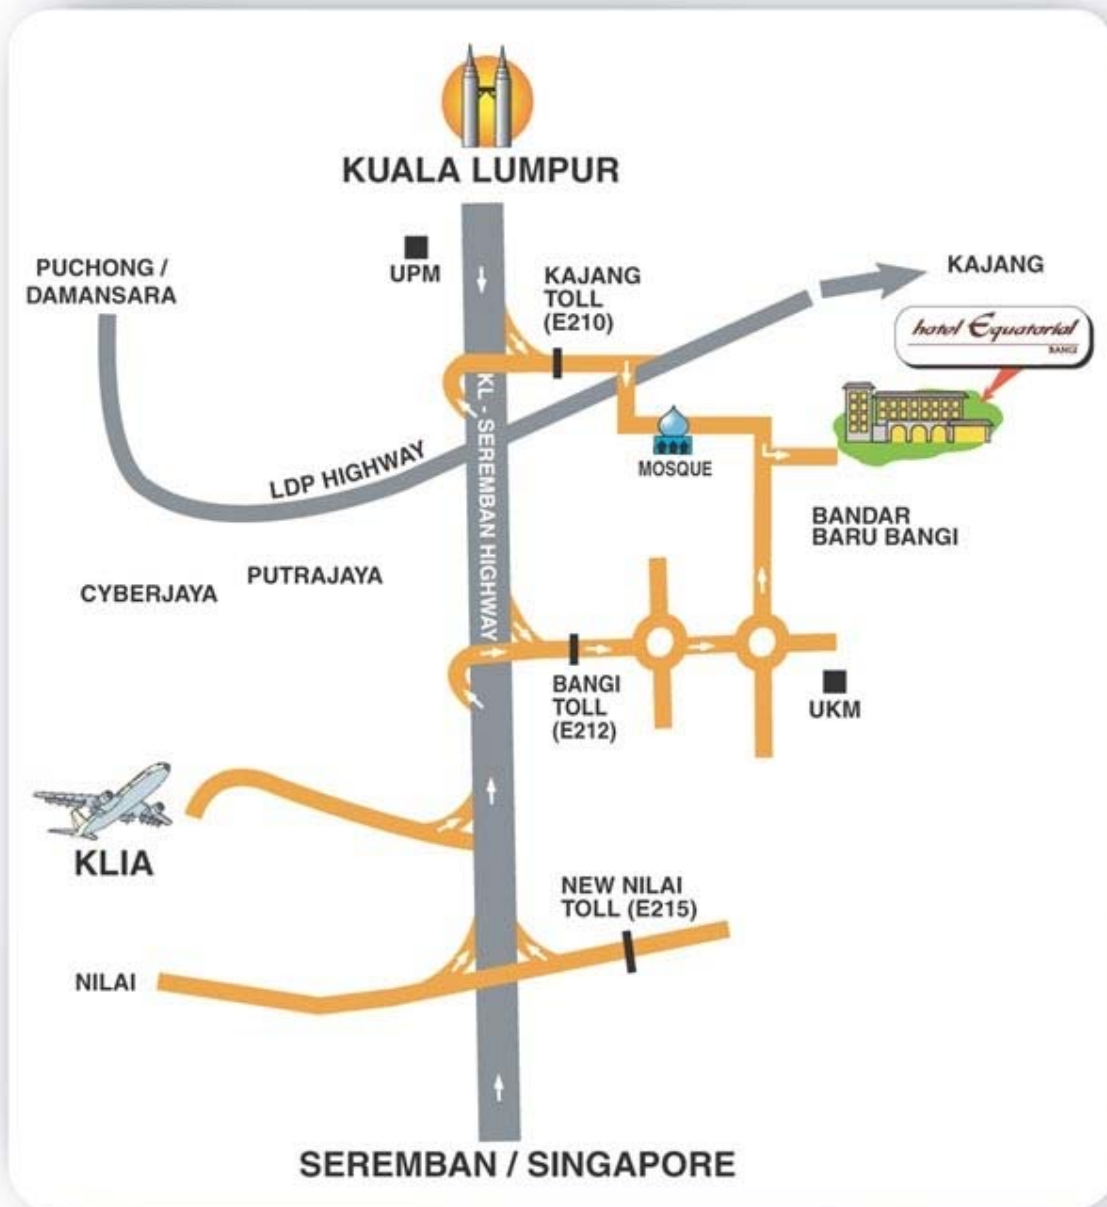 KUALA LUMPUR
UPM
PUCHONG /
DAMANSARA
KAJANG
TOLL
(E210)
KAJANG
hotel Equatorial
BANGI
KL - SEREMBAN HIGHWAY
LDP HIGHWAY
MOSQUE
BANDAR
BARU BANGI
PUTRAJAYA
CYBERJAYA
BANGI
TOLL
(E212)
UKM
KLIA
NEW NILAI
TOLL (E215)
NILAI
SEREMBAN / SINGAPORE